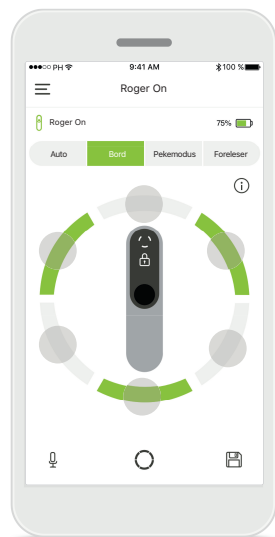 PH 9:41 AM 100 %
Roger On
Roger On 75%
Auto Bord Pekemodus Foreleser